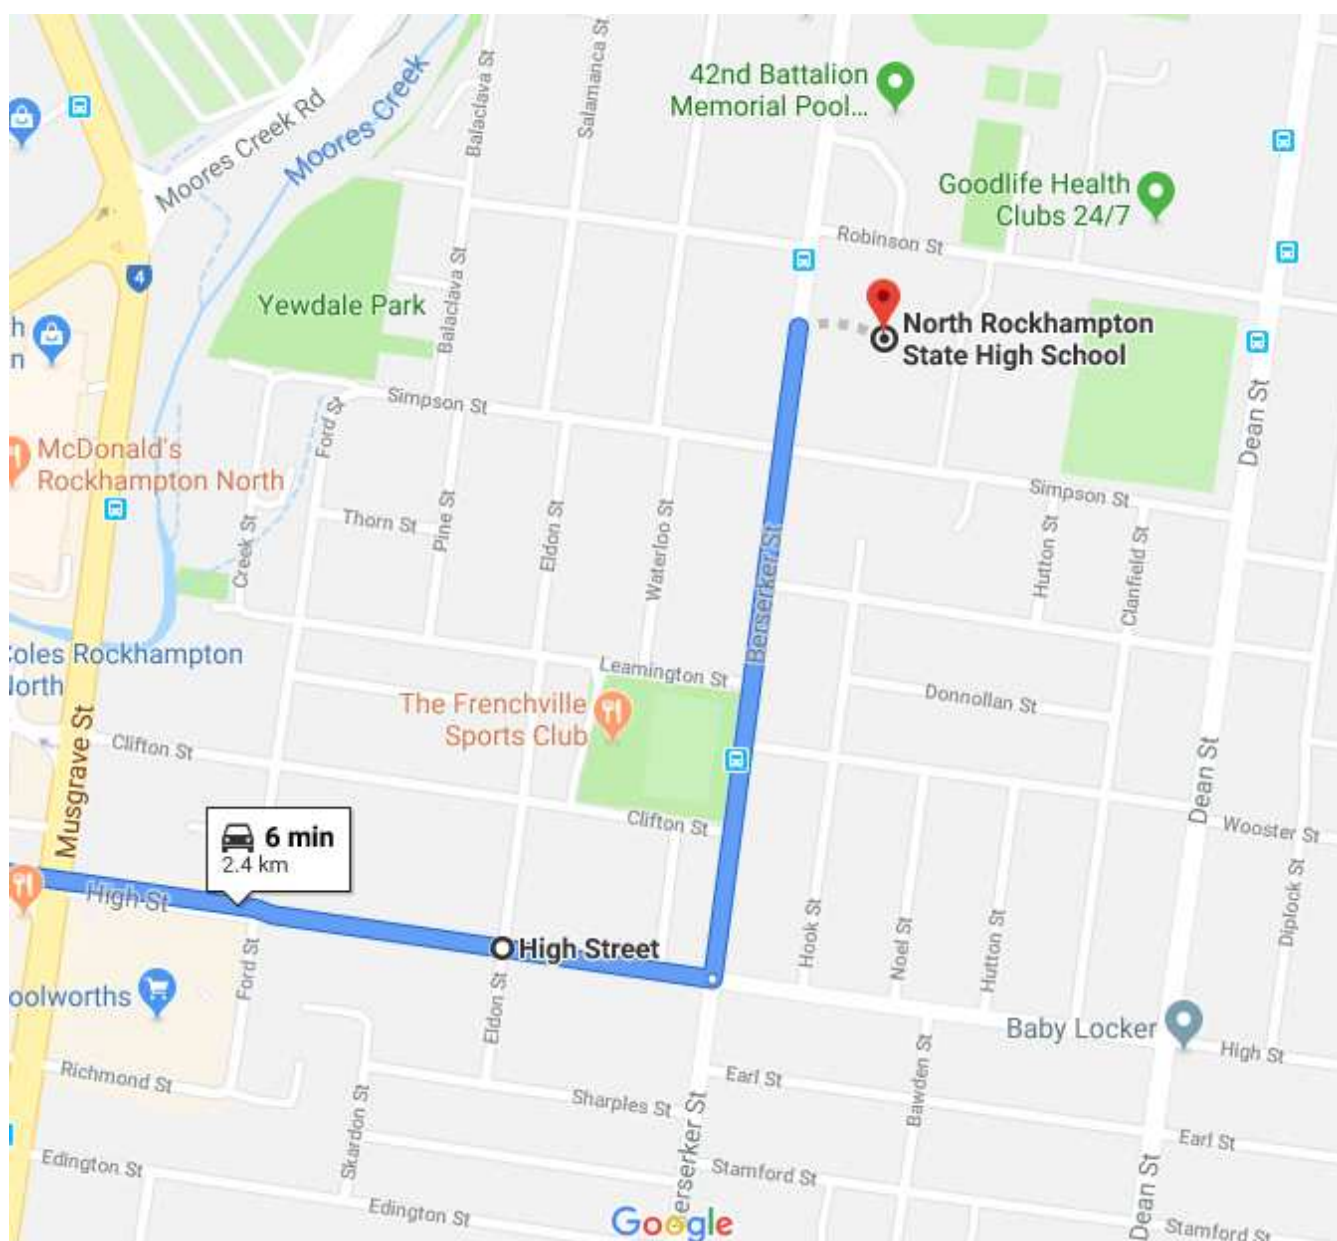 42nd Battalion
Memorial Pool...
Moores Creek Rd
Moores Creek
Balaclava St
Salamanca St
Goodlife Health
Clubs 24/7
Robinson St
4
Yewdale Park
Balaclava St
North Rockhampton
State High School
h
n
Simpson St
Ford St
Dean St
McDonald's
Rockhampton North
Simpson St
Thorn St
Pine St
Eldon St
Waterloo St
Berserker St
Hutton St
Clanfield St
Creek St
oles Rockhampton
orth
Leamington St
Donnollan St
The Frenchville
Sports Club
Musgrave St
Clifton St
Dean St
Clifton St
Wooster St
6 min
2.4 km
High St
Diplock St
High Street
Hook St
Noel St
Hutton St
Ford St
oolworths
Eldon St
Baby Locker
High St
Richmond St
Earl St
Bawden St
Sharples St
Skardon St
Berserker St
Earl St
Edington St
Stamford St
Dean St
Edington St
Google
Stamford St